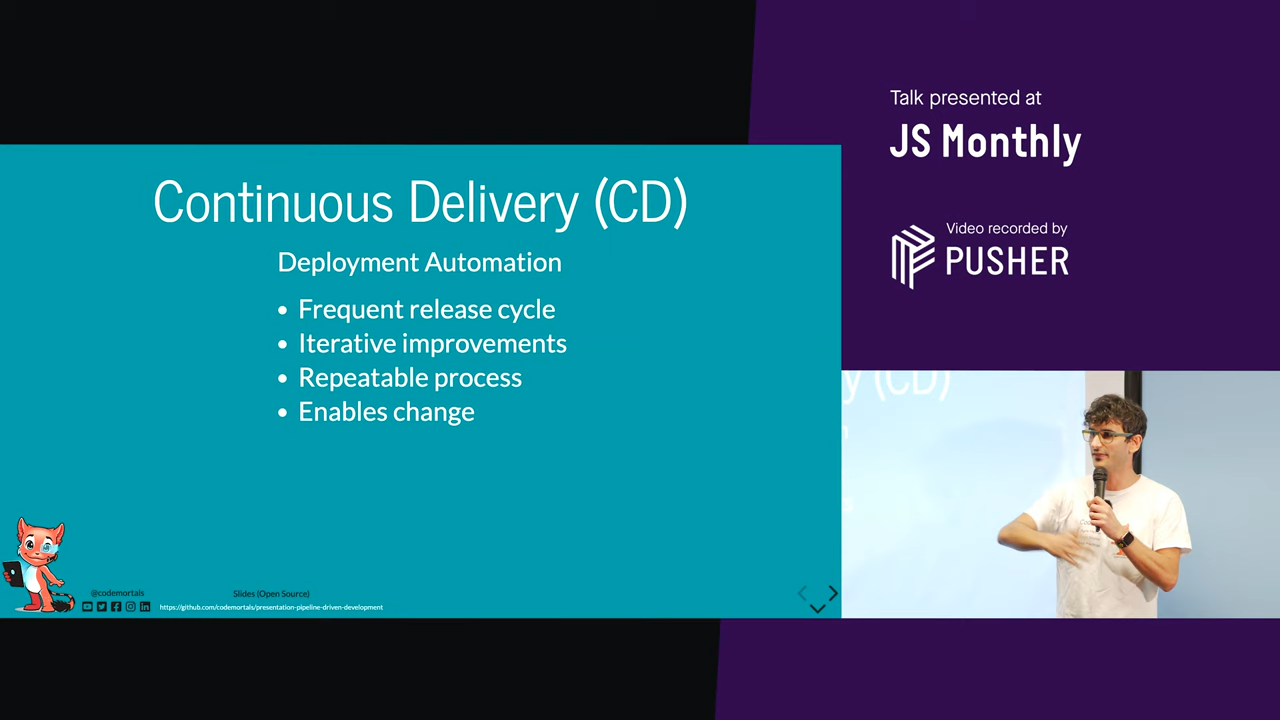 Talk presented at
JS Monthly
Video recorded by
PUSHER
Continuous Delivery (CD)
Deployment Automation
• Frequent release cycle
• Iterative improvements
• Repeatable process
• Enables change
@codemortals
Slides (Open Source)
https://github.com/codemortals/presentation-pipeline-driven-development
y (CD)